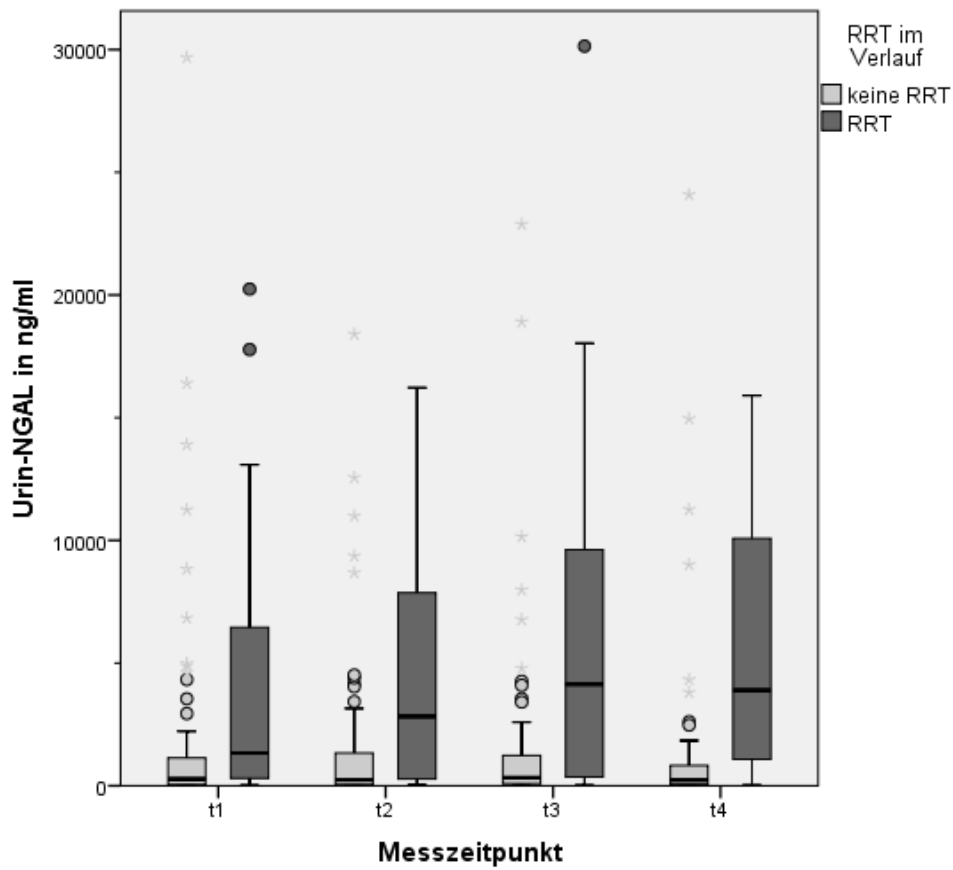 RRT im
Verlauf
keine RRT
RRT
30000
20000
10000
0
Urin-NGAL in ng/ml
t1
t2
t3
t4
Messzeitpunkt